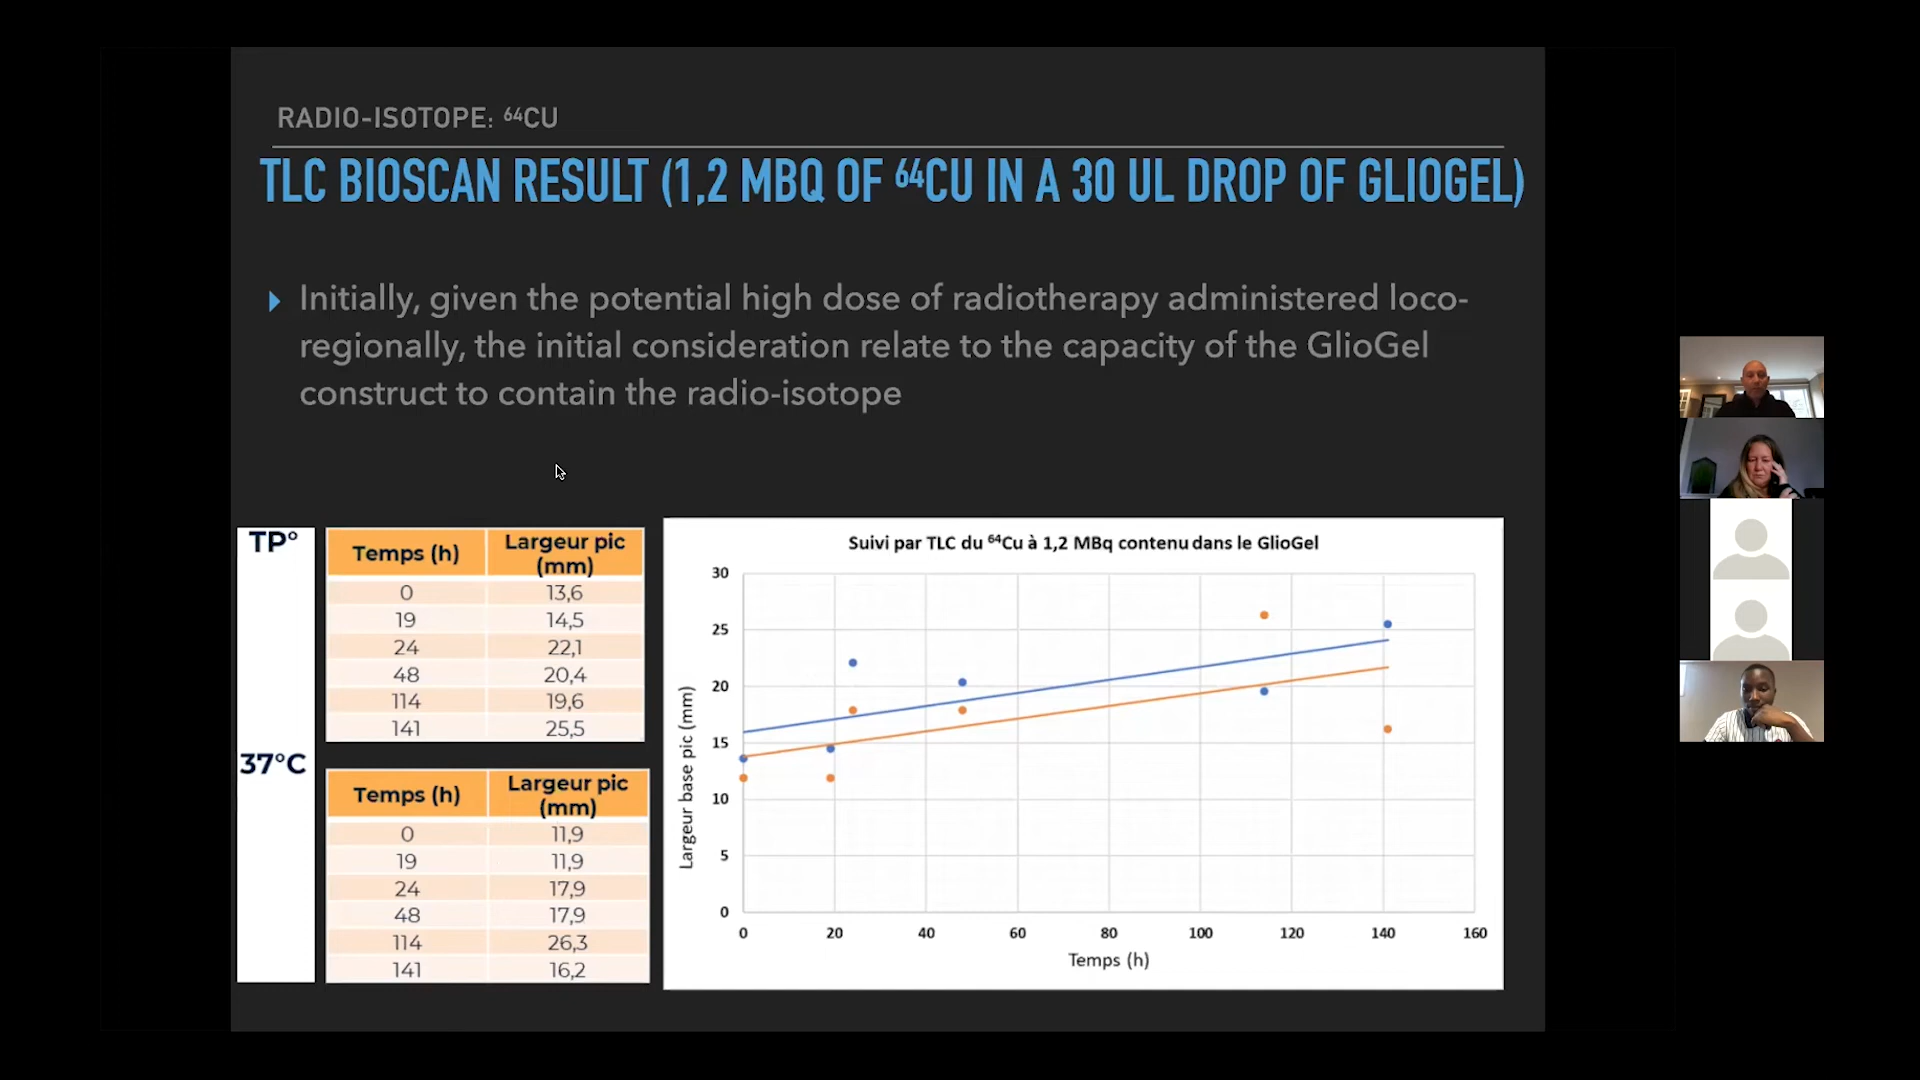 RADIO-ISOTOPE: ⁶⁴CU
TLC BIOSCAN RESULT (1,2 MBQ OF ⁶⁴CU IN A 30 UL DROP OF GLIOGEL)
Initially, given the potential high dose of radiotherapy administered loco-
regionally, the initial consideration relate to the capacity of the GlioGel
construct to contain the radio-isotope
TP°
Temps (h) Largeur pic (mm)
0 13,6
19 14,5
24 22,1
48 20,4
114 19,6
141 25,5
37°C
Temps (h) Largeur pic (mm)
0 11,9
19 11,9
24 17,9
48 17,9
114 26,3
141 16,2
Suivi par TLC du ⁶⁴Cu à 1,2 MBq contenu dans le GlioGel
Largeur base pic (mm)
30
25
20
15
10
5
0
0 20 40 60 80 100 120 140 160
Temps (h)